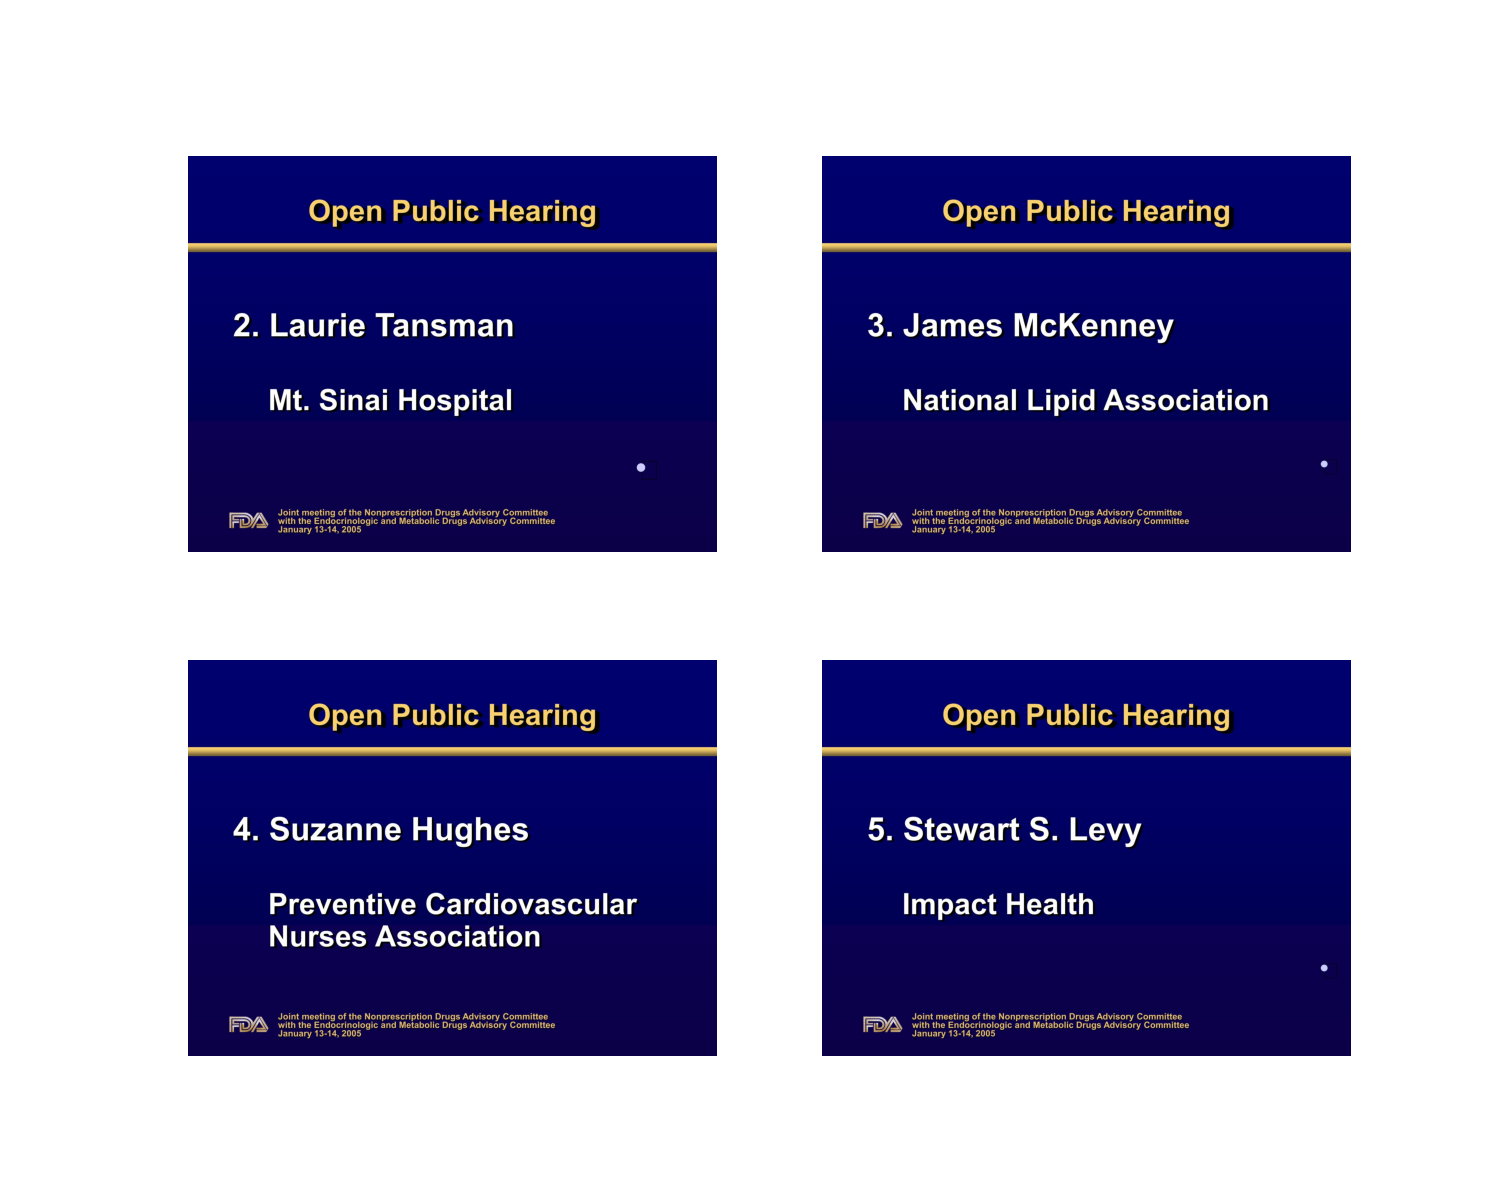 Open Public Hearing
2. Laurie Tansman
Mt. Sinai Hospital
FDA
Joint meeting of the Nonprescription Drugs Advisory Committee
with the Endocrinologic and Metabolic Drugs Advisory Committee
January 13-14, 2005
Open Public Hearing
3. James McKenney
National Lipid Association
FDA
Joint meeting of the Nonprescription Drugs Advisory Committee
with the Endocrinologic and Metabolic Drugs Advisory Committee
January 13-14, 2005
Open Public Hearing
4. Suzanne Hughes
Preventive Cardiovascular
Nurses Association
FDA
Joint meeting of the Nonprescription Drugs Advisory Committee
with the Endocrinologic and Metabolic Drugs Advisory Committee
January 13-14, 2005
Open Public Hearing
5. Stewart S. Levy
Impact Health
FDA
Joint meeting of the Nonprescription Drugs Advisory Committee
with the Endocrinologic and Metabolic Drugs Advisory Committee
January 13-14, 2005